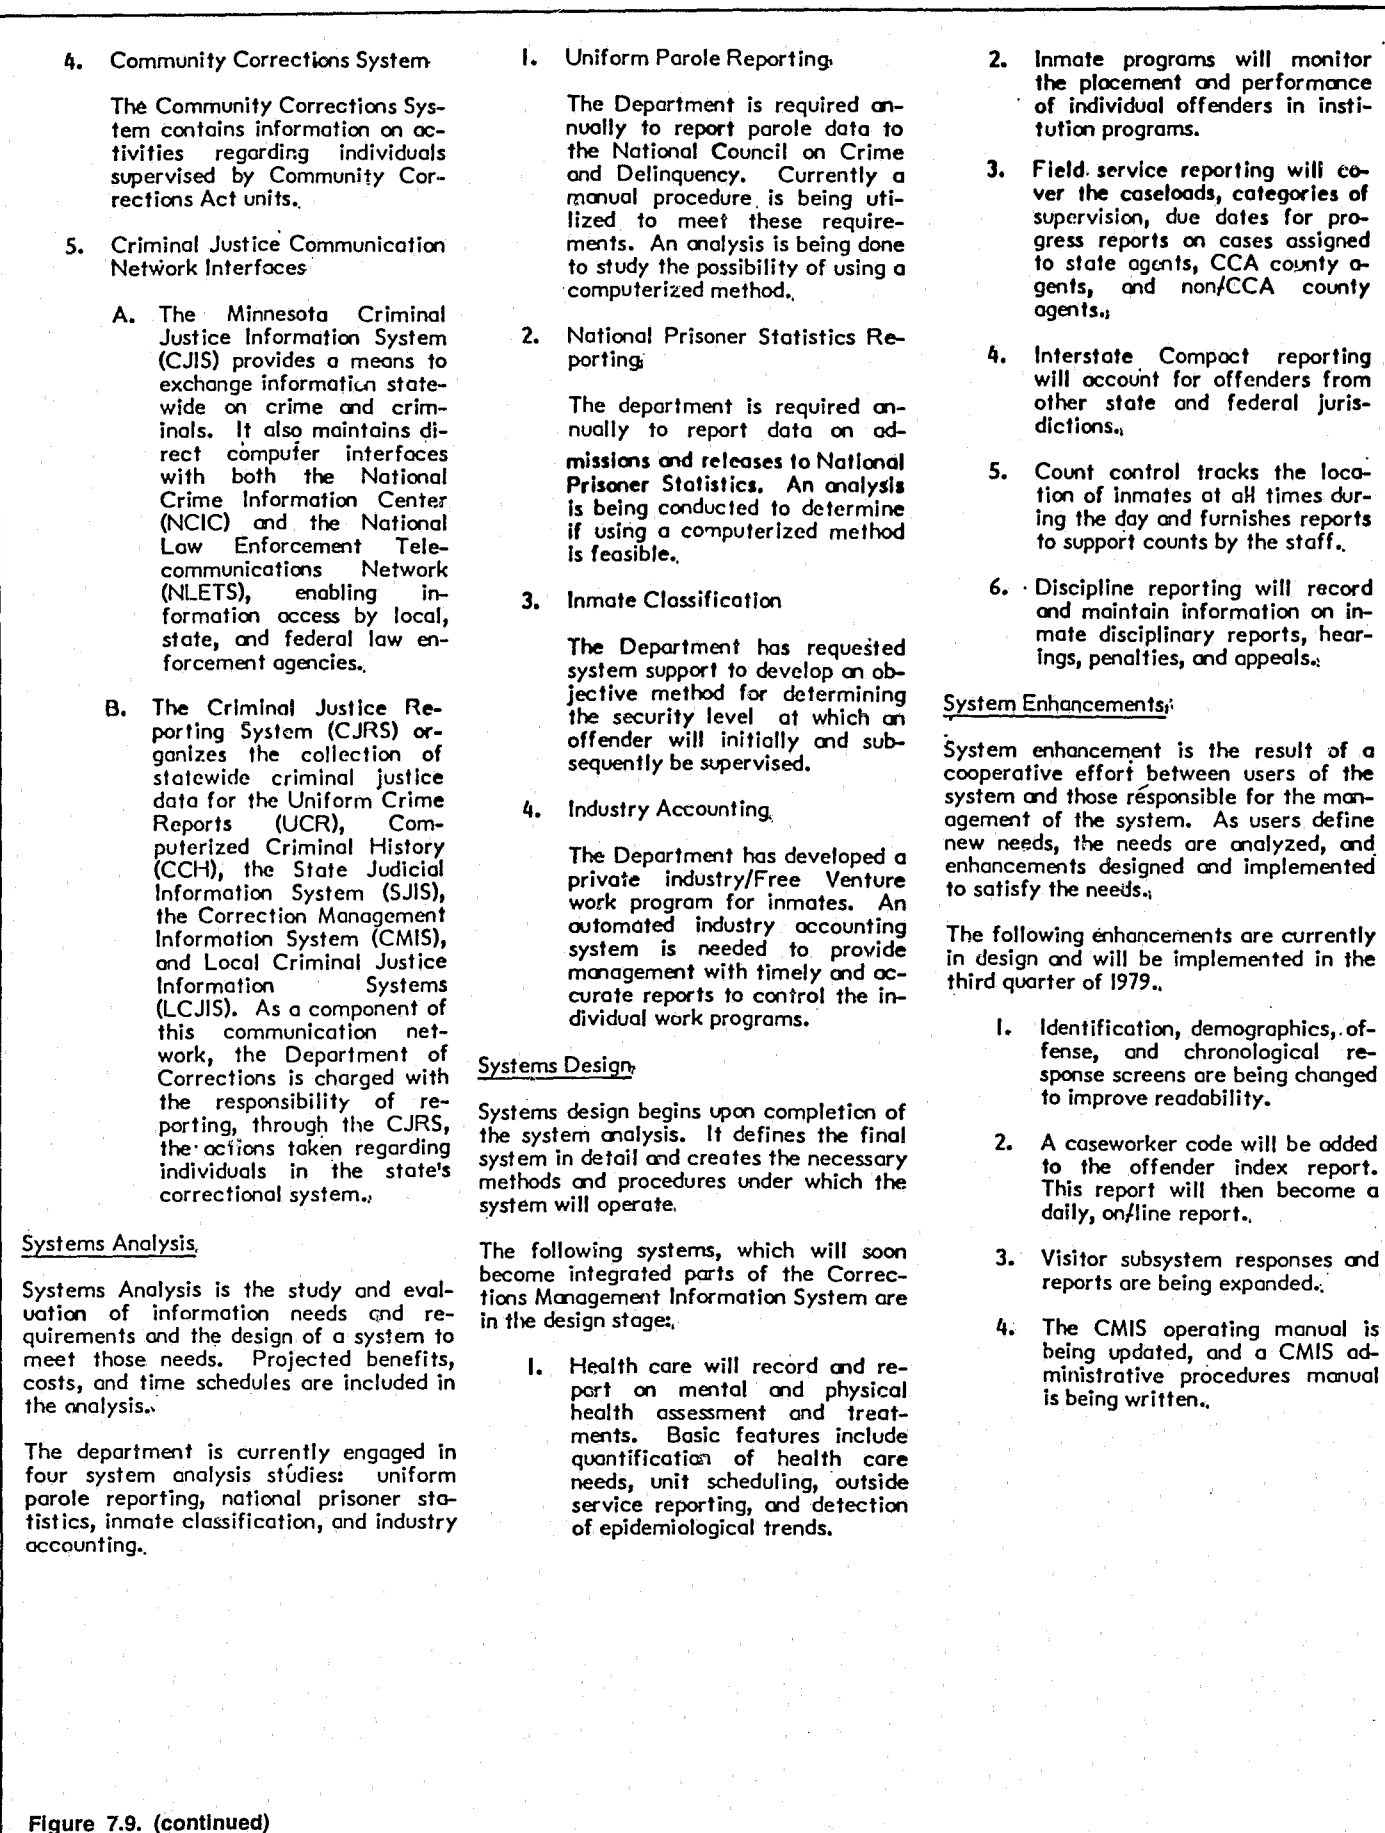 4. Community Corrections System
The Community Corrections Sys-
tem contains information on ac-
tivities regarding individuals
supervised by Community Cor-
rections Act units.
5. Criminal Justice Communication
Network Interfaces
A. The Minnesota Criminal
Justice Information System
(CJIS) provides a means to
exchange information state-
wide on crime and crim-
inals. It also maintains di-
rect computer interfaces
with both the National
Crime Information Center
(NCIC) and the National
Law Enforcement Tele-
communications Network
(NLETS), enabling in-
formation access by local,
state, and federal law en-
forcement agencies.
B. The Criminal Justice Re-
porting System (CJRS) or-
ganizes the collection of
statewide criminal justice
data for the Uniform Crime
Reports (UCR), Com-
puterized Criminal History
(CCH), the State Judicial
Information System (SJIS),
the Correction Management
Information System (CMIS),
and Local Criminal Justice
Information Systems
(LCJIS). As a component of
this communication net-
work, the Department of
Corrections is charged with
the responsibility of re-
porting, through the CJRS,
the actions taken regarding
individuals in the state's
correctional system.
Systems Analysis
Systems Analysis is the study and eval-
uation of information needs and re-
quirements and the design of a system to
meet those needs. Projected benefits,
costs, and time schedules are included in
the analysis.
The department is currently engaged in
four system analysis studies: uniform
parole reporting, national prisoner sta-
tistics, inmate classification, and industry
accounting.
1. Uniform Parole Reporting
The Department is required an-
nually to report parole data to
the National Council on Crime
and Delinquency. Currently a
manual procedure is being uti-
lized to meet these require-
ments. An analysis is being done
to study the possibility of using a
computerized method.
2. National Prisoner Statistics Re-
porting
The department is required an-
nually to report data on ad-
missions and releases to National
Prisoner Statistics. An analysis
is being conducted to determine
if using a computerized method
is feasible.
3. Inmate Classification
The Department has requested
system support to develop an ob-
jective method for determining
the security level at which an
offender will initially and sub-
sequently be supervised.
4. Industry Accounting
The Department has developed a
private industry/Free Venture
work program for inmates. An
automated industry accounting
system is needed to provide
management with timely and ac-
curate reports to control the in-
dividual work programs.
Systems Design
Systems design begins upon completion of
the system analysis. It defines the final
system in detail and creates the necessary
methods and procedures under which the
system will operate.
The following systems, which will soon
become integrated parts of the Correc-
tions Management Information System are
in the design stage:
1. Health care will record and re-
port on mental and physical
health assessment and treat-
ments. Basic features include
quantification of health care
needs, unit scheduling, outside
service reporting, and detection
of epidemiological trends.
2. Inmate programs will monitor
the placement and performance
of individual offenders in insti-
tution programs.
3. Field service reporting will co-
ver the caseloads, categories of
supervision, due dates for pro-
gress reports on cases assigned
to state agents, CCA county a-
gents, and non/CCA county
agents.
4. Interstate Compact reporting
will account for offenders from
other state and federal juris-
dictions.
5. Count control tracks the loca-
tion of inmates at all times dur-
ing the day and furnishes reports
to support counts by the staff.
6. Discipline reporting will record
and maintain information on in-
mate disciplinary reports, hear-
ings, penalties, and appeals.
System Enhancements
System enhancement is the result of a
cooperative effort between users of the
system and those responsible for the man-
agement of the system. As users define
new needs, the needs are analyzed, and
enhancements designed and implemented
to satisfy the needs.
The following enhancements are currently
in design and will be implemented in the
third quarter of 1979.
1. Identification, demographics, of-
fense, and chronological re-
sponse screens are being changed
to improve readability.
2. A caseworker code will be added
to the offender index report.
This report will then become a
daily, on/line report.
3. Visitor subsystem responses and
reports are being expanded.
4. The CMIS operating manual is
being updated, and a CMIS ad-
ministrative procedures manual
is being written.
Figure 7.9. (continued)